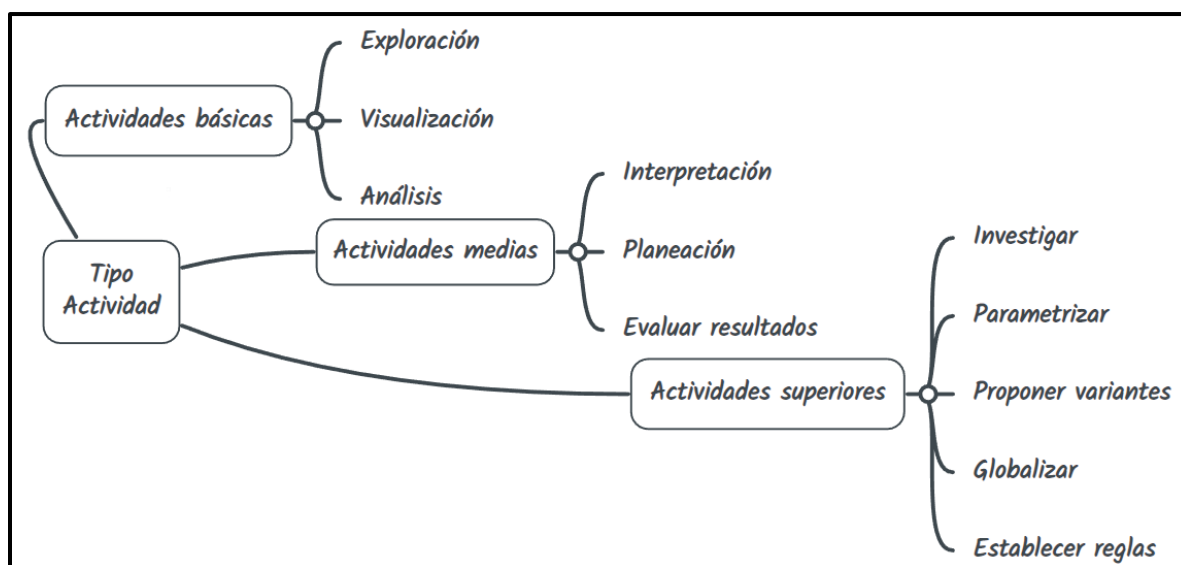 Exploración
Actividades básicas
Visualización
Análisis
Interpretación
Actividades medias
Planeación
Evaluar resultados
Tipo
Actividad
Investigar
Parametrizar
Actividades superiores
Proponer variantes
Globalizar
Establecer reglas